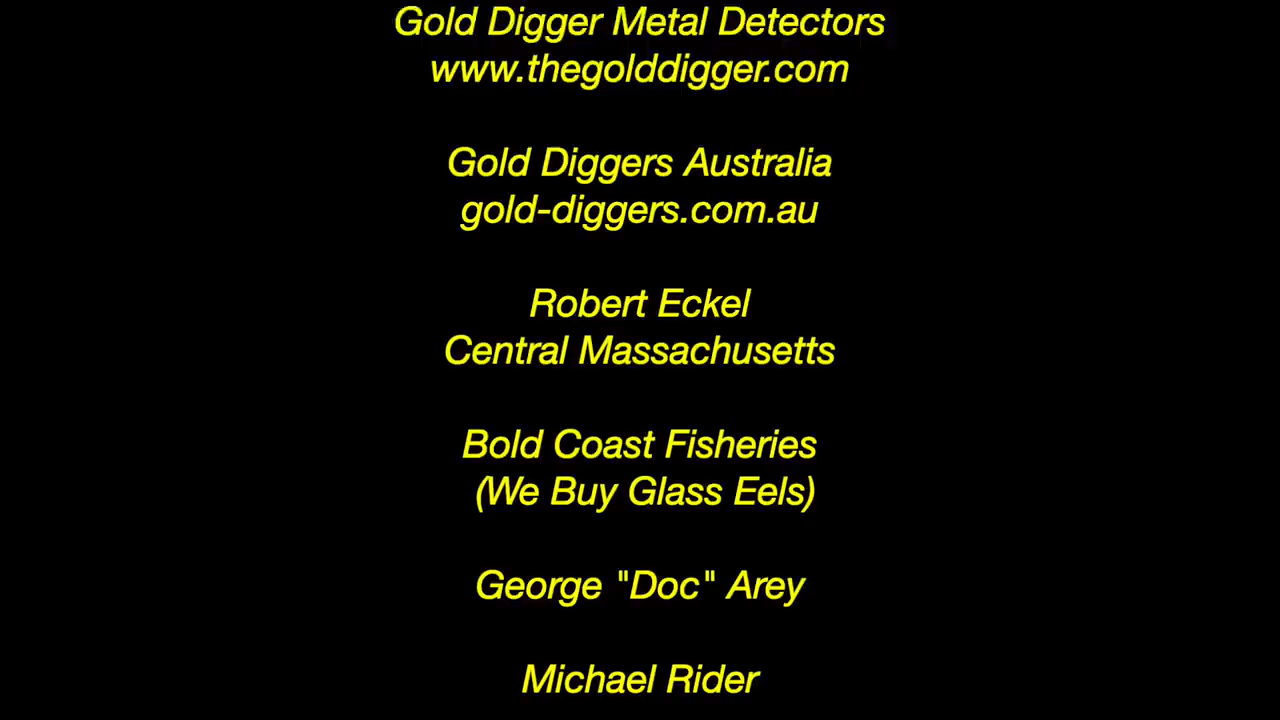 Gold Digger Metal Detectors
www.thegolddigger.com
Gold Diggers Australia
gold-diggers.com.au
Robert Eckel
Central Massachusetts
Bold Coast Fisheries
(We Buy Glass Eels)
George "Doc" Arey
Michael Rider